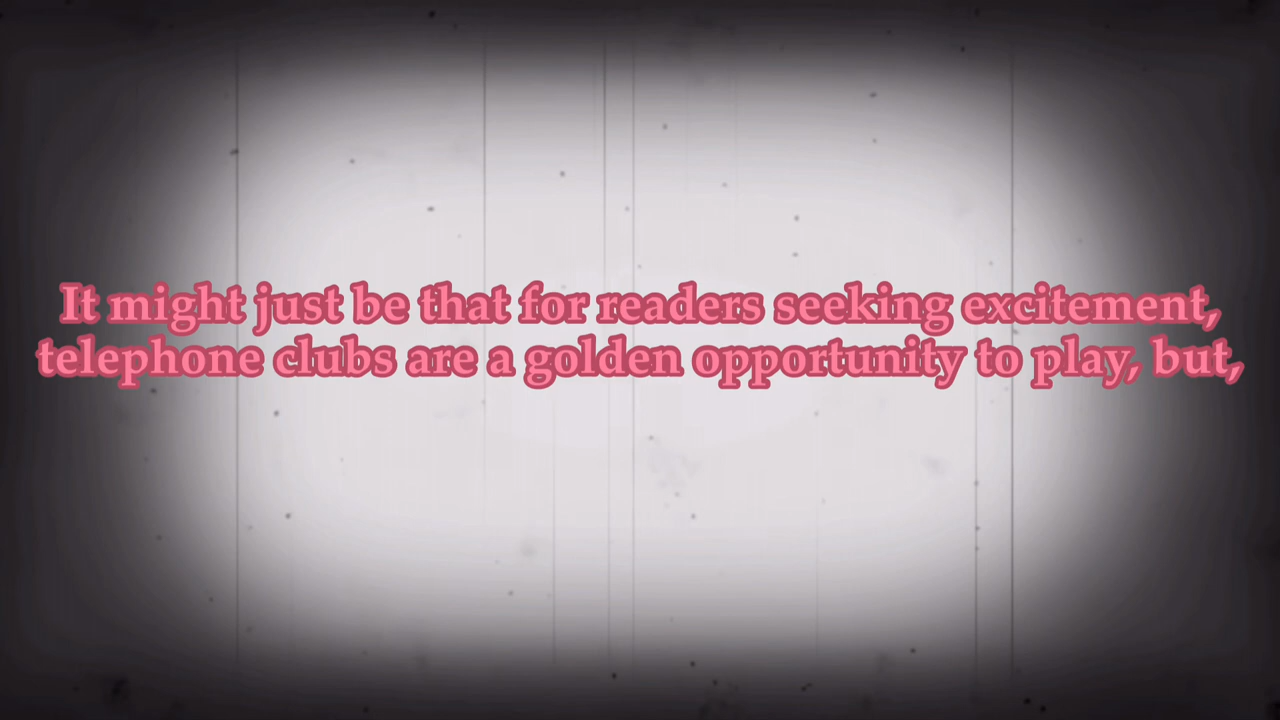 It might just be that for readers seeking excitement,
telephone clubs are a golden opportunity to play, but,